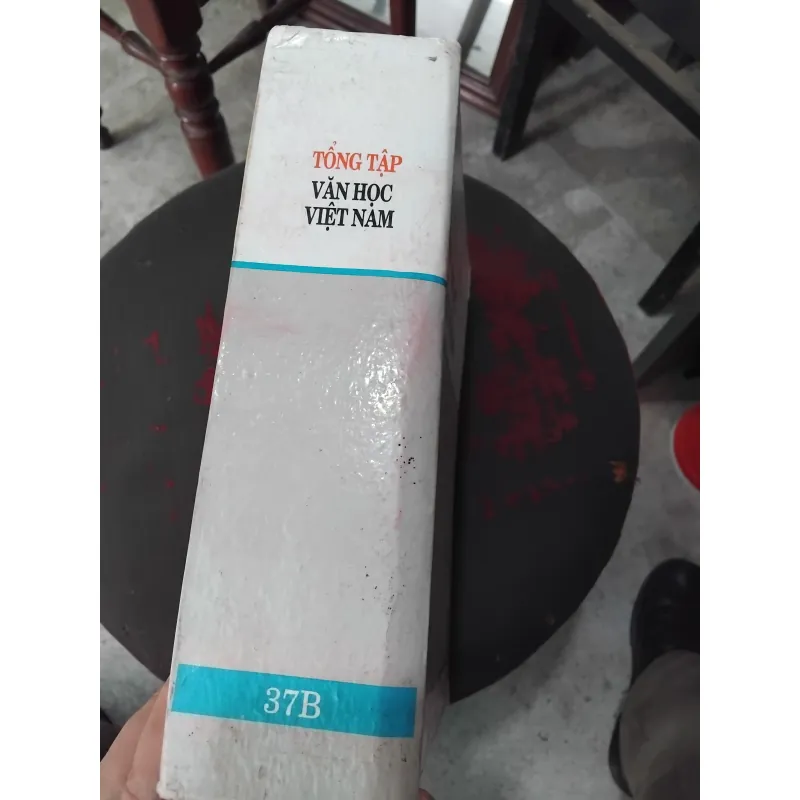 TỔNG TẬP
VĂN HỌC
VIỆT NAM
37B